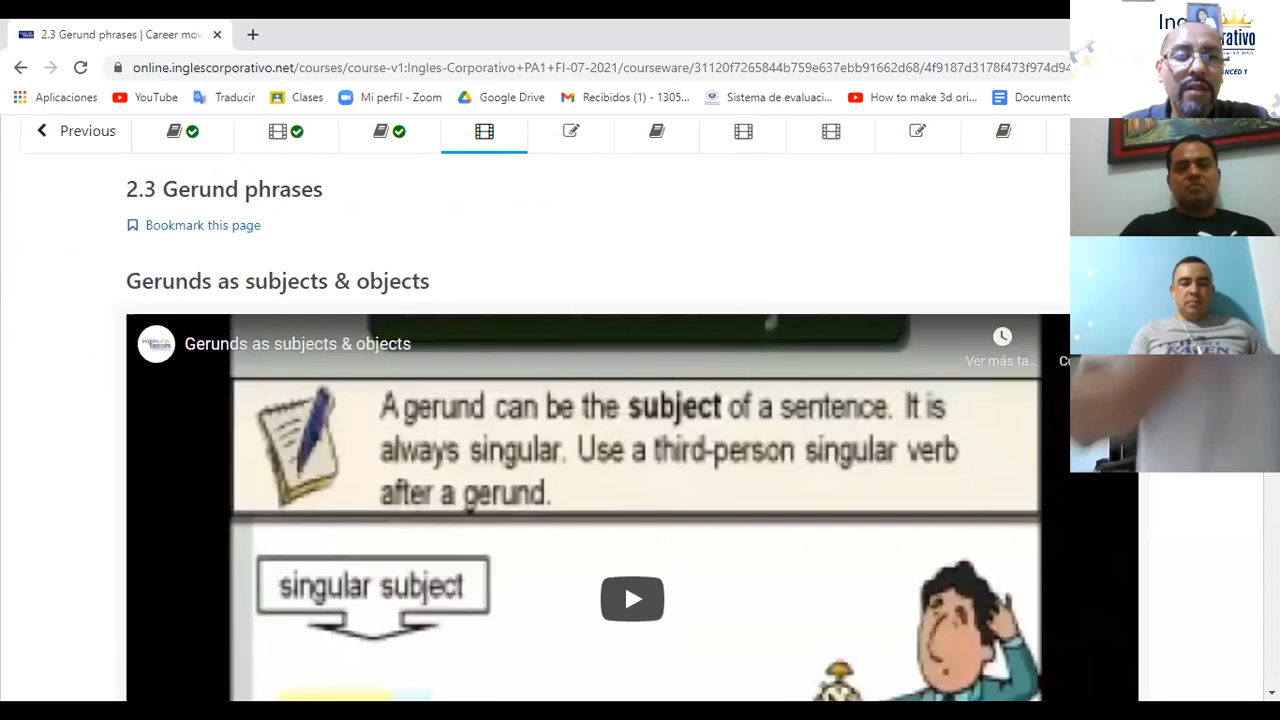 2.3 Gerund phrases | Career mov
online.inglescorporativo.net/courses/course-v1:Ingles-Corporativo+A1+FI-07-2021/courseware/31120f7265844b759e637ebb91662d68/4f9187d3178f473f974d94
Aplicaciones YouTube Traducir Clases Mi perfil - Zoom Google Drive Recibidos (1) - 1305... Sistema de evaluaci... How to make 3d ori... Documento
Previous
2.3 Gerund phrases
Bookmark this page
Gerunds as subjects & objects
Gerunds as subjects & objects
Ver más ta...
A gerund can be the subject of a sentence. It is
always singular. Use a third-person singular verb
after a gerund.
singular subject